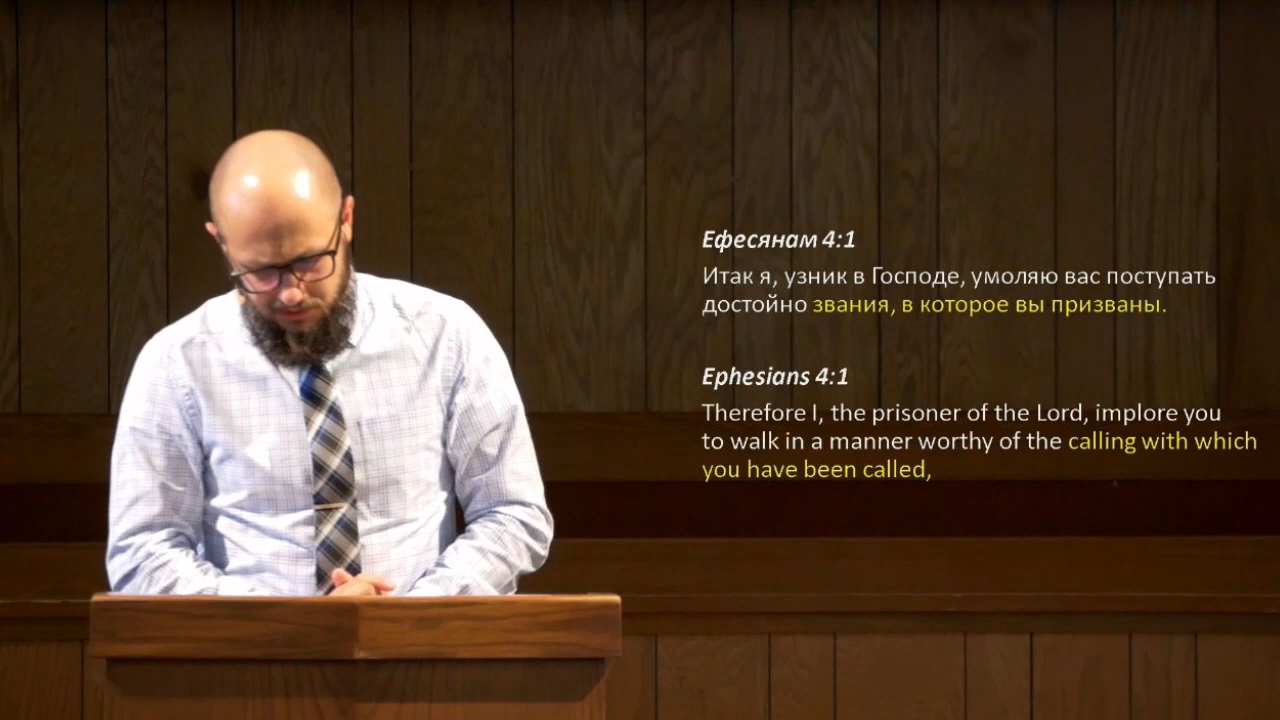 Ефесянам 4:1
Итак я, узник в Господе, умоляю вас поступать
достойно звания, в которое вы призваны.
Ephesians 4:1
Therefore I, the prisoner of the Lord, implore you
to walk in a manner worthy of the calling with which
you have been called,